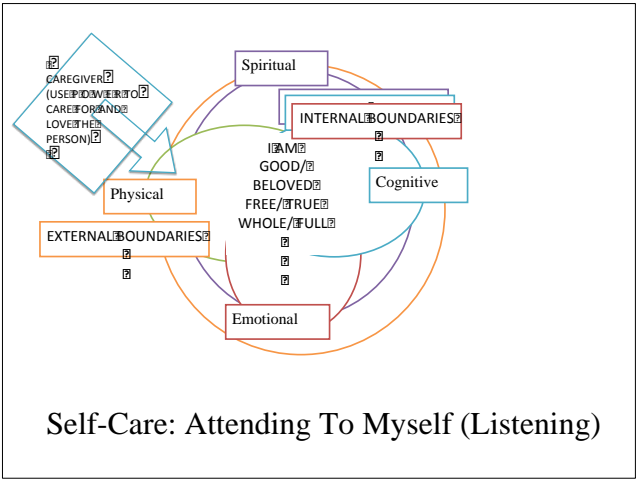 CAREGIVER
(USE POWER TO
CARE FOR AND
LOVE THE
PERSON)
Spiritual
INTERNAL BOUNDARIES
I AM
GOOD/
BELOVED
FREE/ TRUE
WHOLE/ FULL
Cognitive
Physical
EXTERNAL BOUNDARIES
Emotional
Self-Care: Attending To Myself (Listening)